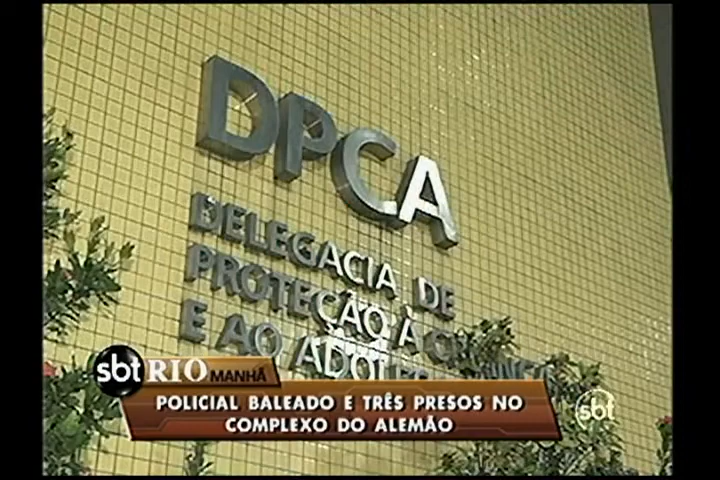 DPCA
DELEGACIA DE
PROTEÇÃO À
E AO
sbt RIO MANHÃ
POLICIAL BALEADO E TRÊS PRESOS NO
COMPLEXO DO ALEMÃO
sbt